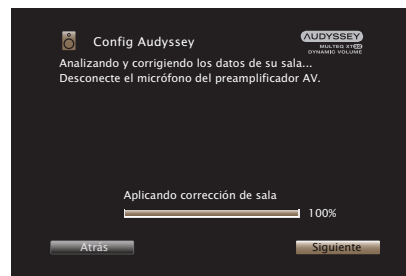 Config Audyssey
AUDYSSEY
MULTEQ XT32
DYNAMIC VOLUME
Analizando y corrigiendo los datos de su sala...
Desconecte el micrófono del preamplificador AV.
Aplicando corrección de sala
100%
Atrás
Siguiente